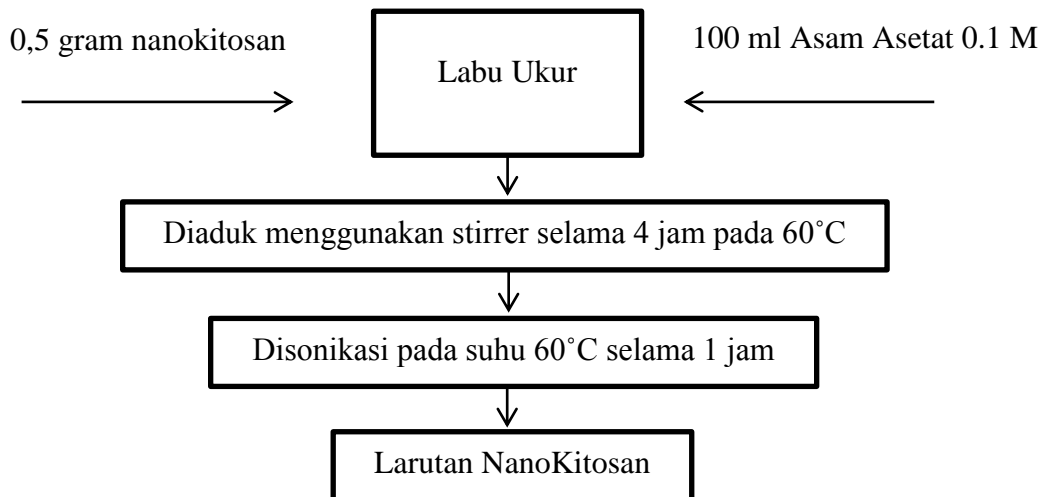 0,5 gram nanokitosan
100 ml Asam Asetat 0.1 M
Labu Ukur
Diaduk menggunakan stirrer selama 4 jam pada 60˚C
Disonikasi pada suhu 60˚C selama 1 jam
Larutan NanoKitosan